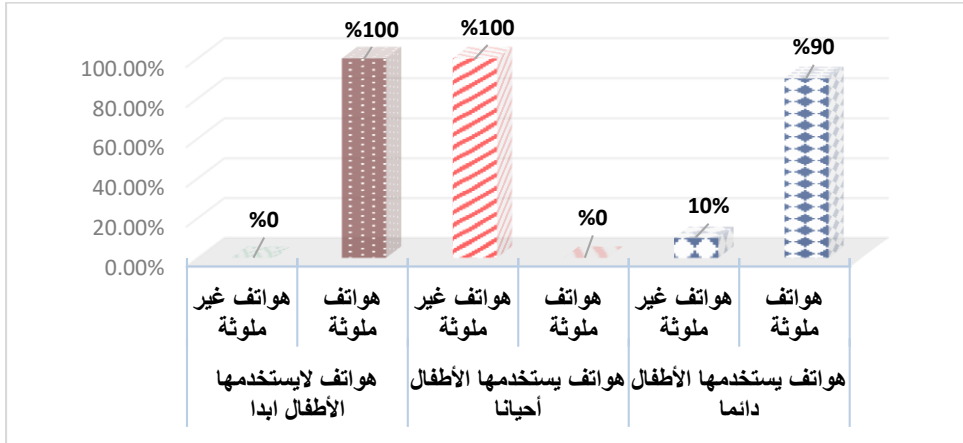 %100
%100
%90
%0
%0
10%
100.00%
80.00%
60.00%
40.00%
20.00%
0.00%
هواتف غير ملوثة
هواتف ملوثة
هواتف غير ملوثة
هواتف ملوثة
هواتف غير ملوثة
هواتف ملوثة
هواتف لايستخدمها
الأطفال ابدا
هواتف يستخدمها الأطفال
أحيانا
هواتف يستخدمها الأطفال
دائما